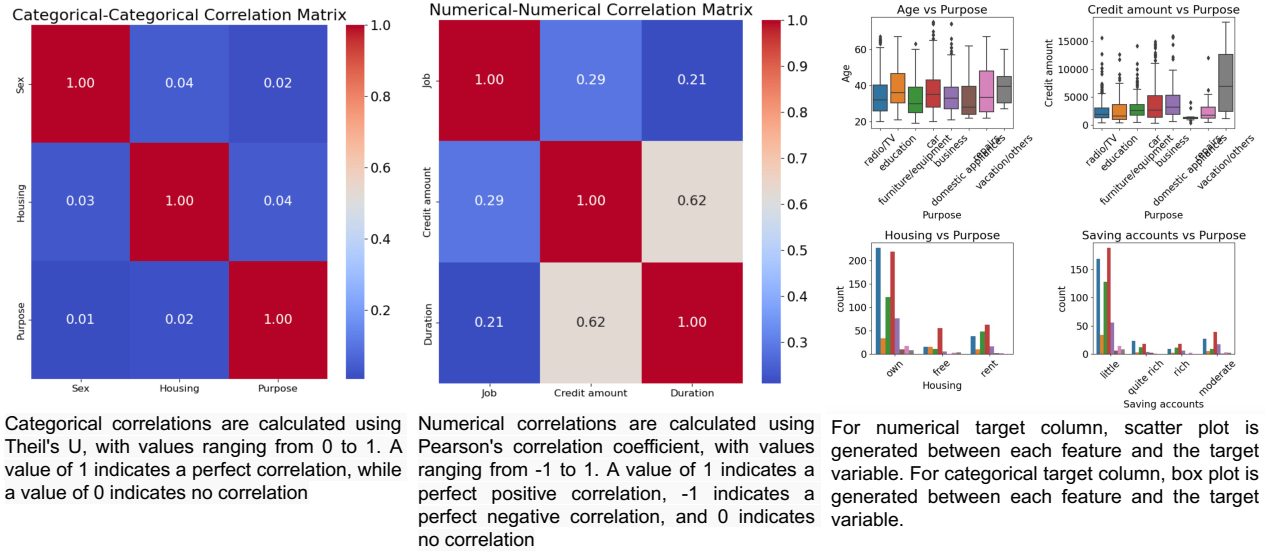 Categorical-Categorical Correlation Matrix
Sex
Housing
Purpose
1.00 0.04 0.02
0.03 1.00 0.04
0.01 0.02 1.00
Sex Housing Purpose
1.0
0.8
0.6
0.4
0.2
Categorical correlations are calculated using
Theil's U, with values ranging from 0 to 1. A
value of 1 indicates a perfect correlation, while
a value of 0 indicates no correlation
Numerical-Numerical Correlation Matrix
Job
Credit amount
Duration
1.00 0.29 0.21
0.29 1.00 0.62
0.21 0.62 1.00
Job Credit amount Duration
1.0
0.9
0.8
0.7
0.6
0.5
0.4
0.3
Numerical correlations are calculated using
Pearson's correlation coefficient, with values
ranging from -1 to 1. A value of 1 indicates a
perfect positive correlation, -1 indicates a
perfect negative correlation, and 0 indicates
no correlation
Age vs Purpose
Age
60
40
20
radio/TV
education
furniture/equipment
car
business
domestic appliances
repairs
vacation/others
Purpose
Credit amount vs Purpose
Credit amount
15000
10000
5000
0
radio/TV
education
furniture/equipment
car
business
domestic appliances
repairs
vacation/others
Purpose
Housing vs Purpose
count
200
150
100
50
0
own
free
rent
Housing
Saving accounts vs Purpose
count
150
100
50
0
little
quite rich
rich
moderate
Saving accounts
For numerical target column, scatter plot is
generated between each feature and the target
variable. For categorical target column, box plot is
generated between each feature and the target
variable.